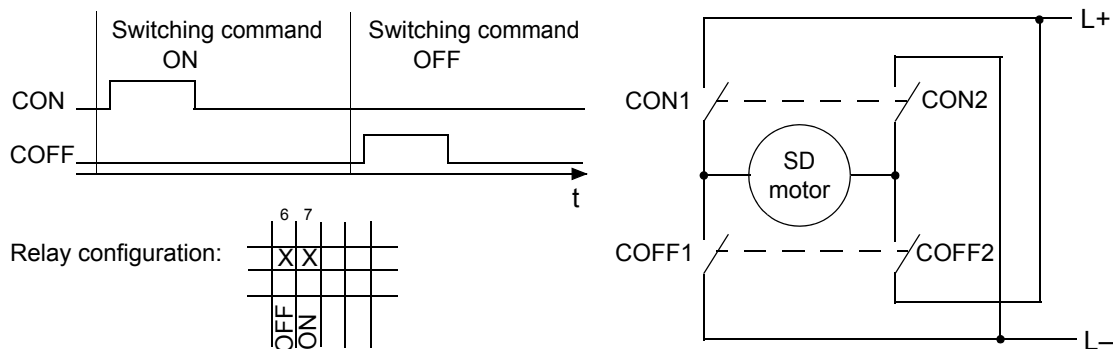 Switching command
ON
Switching command
OFF
CON
COFF
t
Relay configuration:
6 7
X X
OFF
ON
L+
CON1
CON2
SD
motor
COFF1
COFF2
L–